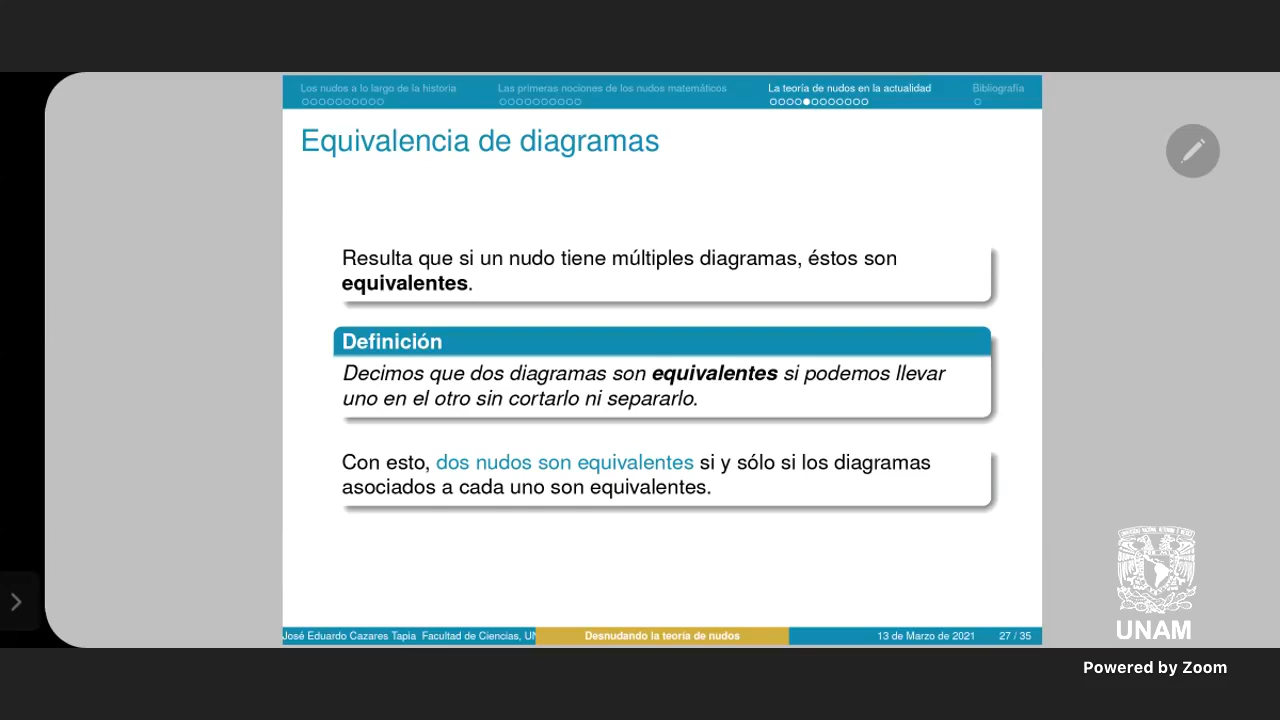 Los nudos a lo largo de la historia
Las primeras nociones de los nudos matemáticos
La teoría de nudos en la actualidad
Bibliografía
Equivalencia de diagramas
Resulta que si un nudo tiene múltiples diagramas, éstos son
equivalentes.
Definición
Decimos que dos diagramas son equivalentes si podemos llevar
uno en el otro sin cortarlo ni separarlo.
Con esto, dos nudos son equivalentes si y sólo si los diagramas
asociados a cada uno son equivalentes.
José Eduardo Cazares Tapia Facultad de Ciencias, UN
Desnudando la teoría de nudos
13 de Marzo de 2021
27 / 35
UNAM
Powered by Zoom